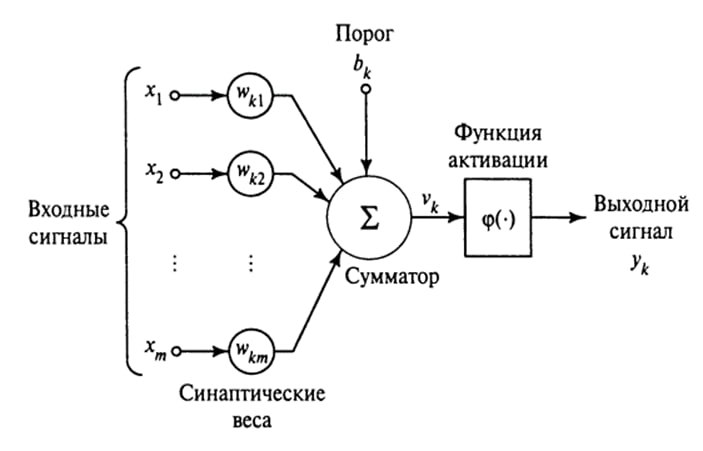 Порог
b_k
x_1
w_k1
Функция
активации
x_2
w_k2
Входные
сигналы
Σ
v_k
φ(·)
Выходной
сигнал
y_k
Сумматор
x_m
w_km
Синаптические
веса